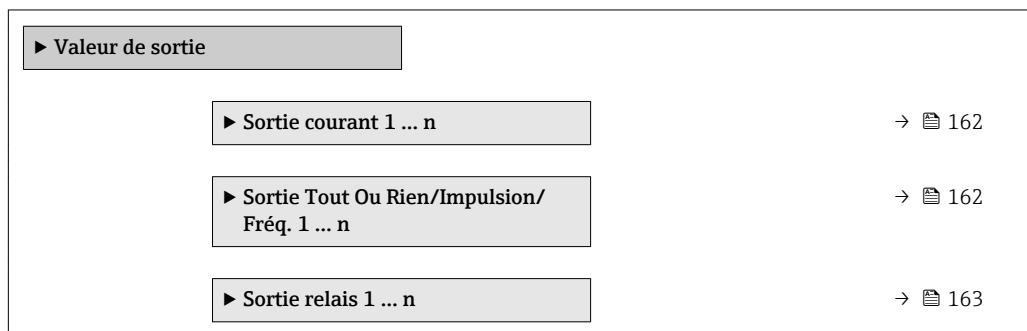 ► Valeur de sortie
► Sortie courant 1 ... n → 162
► Sortie Tout Ou Rien/Impulsion/
Fréq. 1 ... n → 162
► Sortie relais 1 ... n → 163